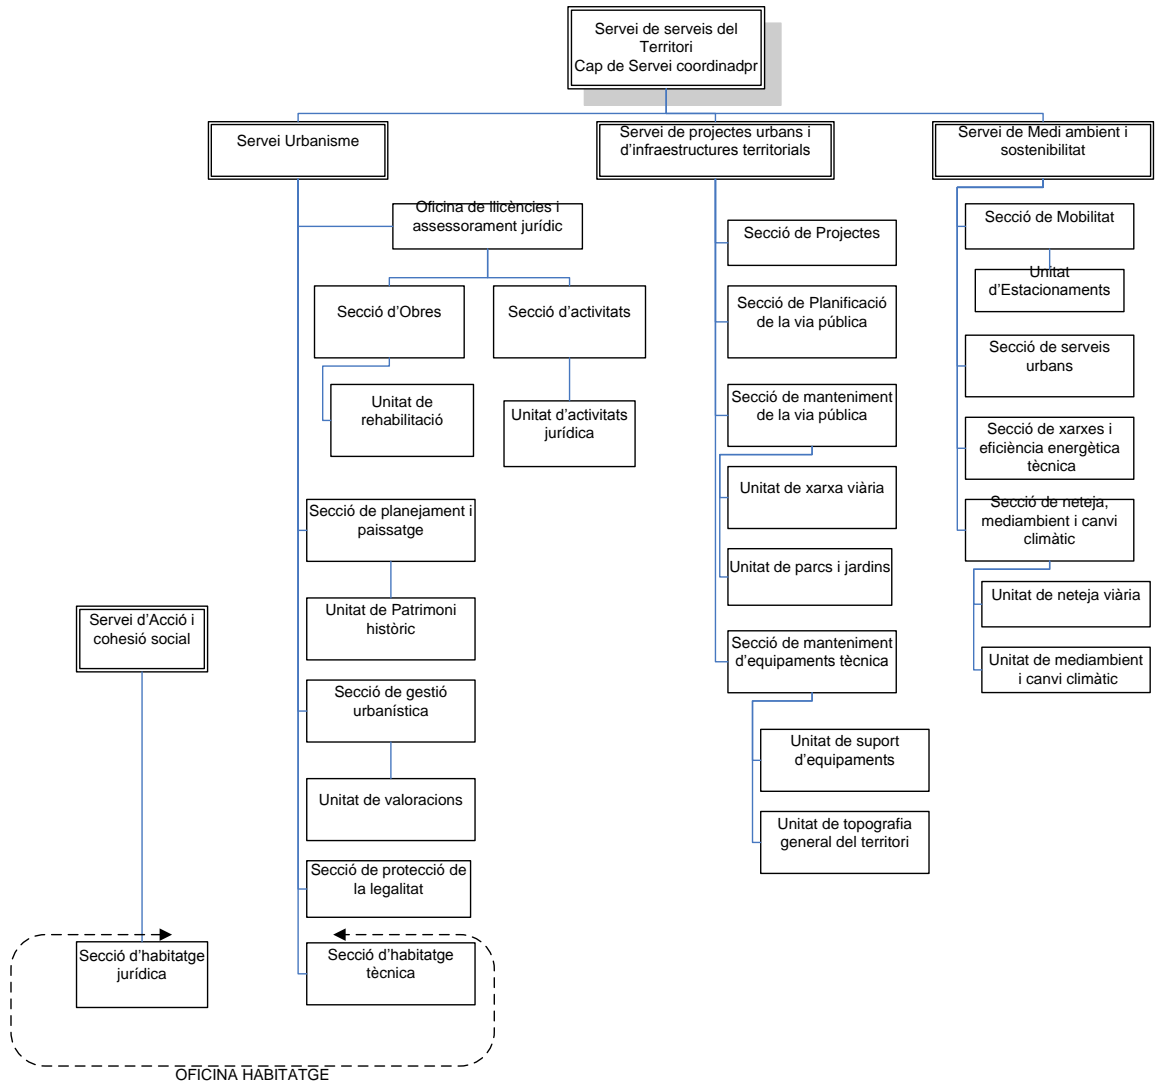 Servei de serveis del
Territori
Cap de Servei coordinadpr
Servei Urbanisme
Servei de projectes urbans i
d’infraestructures territorials
Servei de Medi ambient i
sostenibilitat
Oficina de llicències i
assessorament jurídic
Secció d’Obres
Secció d’activitats
Unitat de
rehabilitació
Unitat d’activitats
jurídica
Secció de planejament i
paissatge
Unitat de Patrimoni
històric
Secció de gestió
urbanística
Unitat de valoracions
Secció de protecció de
la legalitat
Secció d’habitatge
tècnica
Secció de Projectes
Secció de Planificació
de la via pública
Secció de manteniment
de la via pública
Unitat de xarxa viària
Unitat de parcs i jardins
Secció de manteniment
d’equipaments tècnica
Unitat de suport
d’equipaments
Unitat de topografia
general del territori
Secció de Mobilitat
Unitat
d’Estacionaments
Secció de serveis
urbans
Secció de xarxes i
eficiència energètica
tècnica
Secció de neteja,
mediambient i canvi
climàtic
Unitat de neteja viària
Unitat de mediambient
i canvi climàtic
Servei d’Acció i
cohesió social
Secció d’habitatge
jurídica
OFICINA HABITATGE